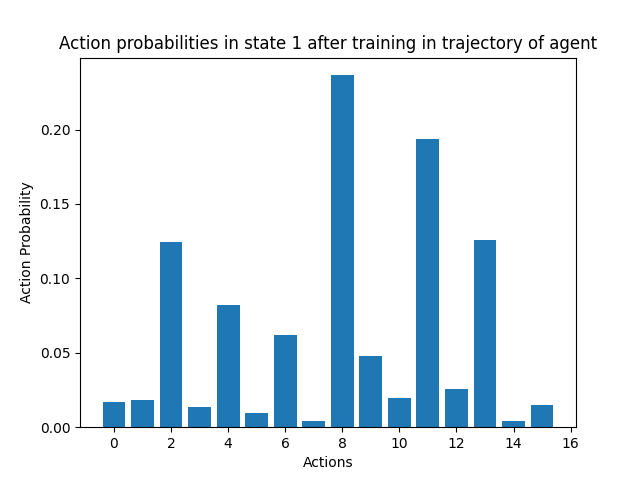 Action probabilities in state 1 after training in trajectory of agent
0.20
0.15
0.10
0.05
0.00
Action Probability
0 2 4 6 8 10 12 14 16
Actions